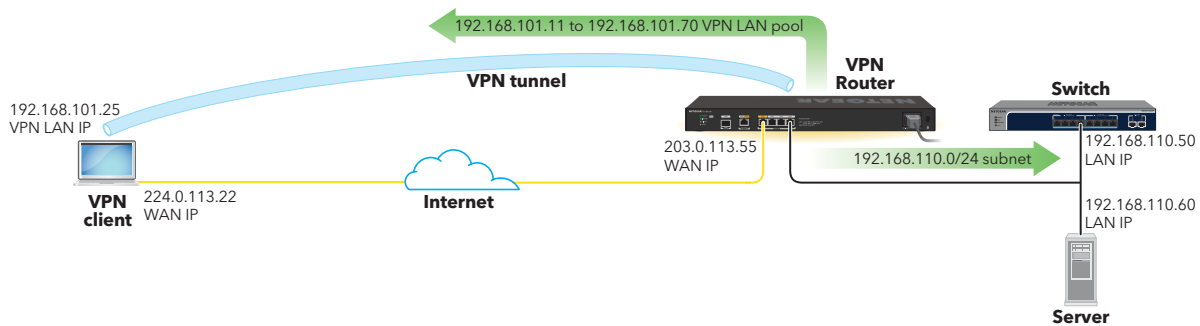 192.168.101.11 to 192.168.101.70 VPN LAN pool
VPN tunnel
VPN
Router
Switch
192.168.101.25
VPN LAN IP
NETGEAR
203.0.113.55
WAN IP
192.168.110.0/24 subnet
192.168.110.50
LAN IP
VPN
client
224.0.113.22
WAN IP
Internet
192.168.110.60
LAN IP
Server